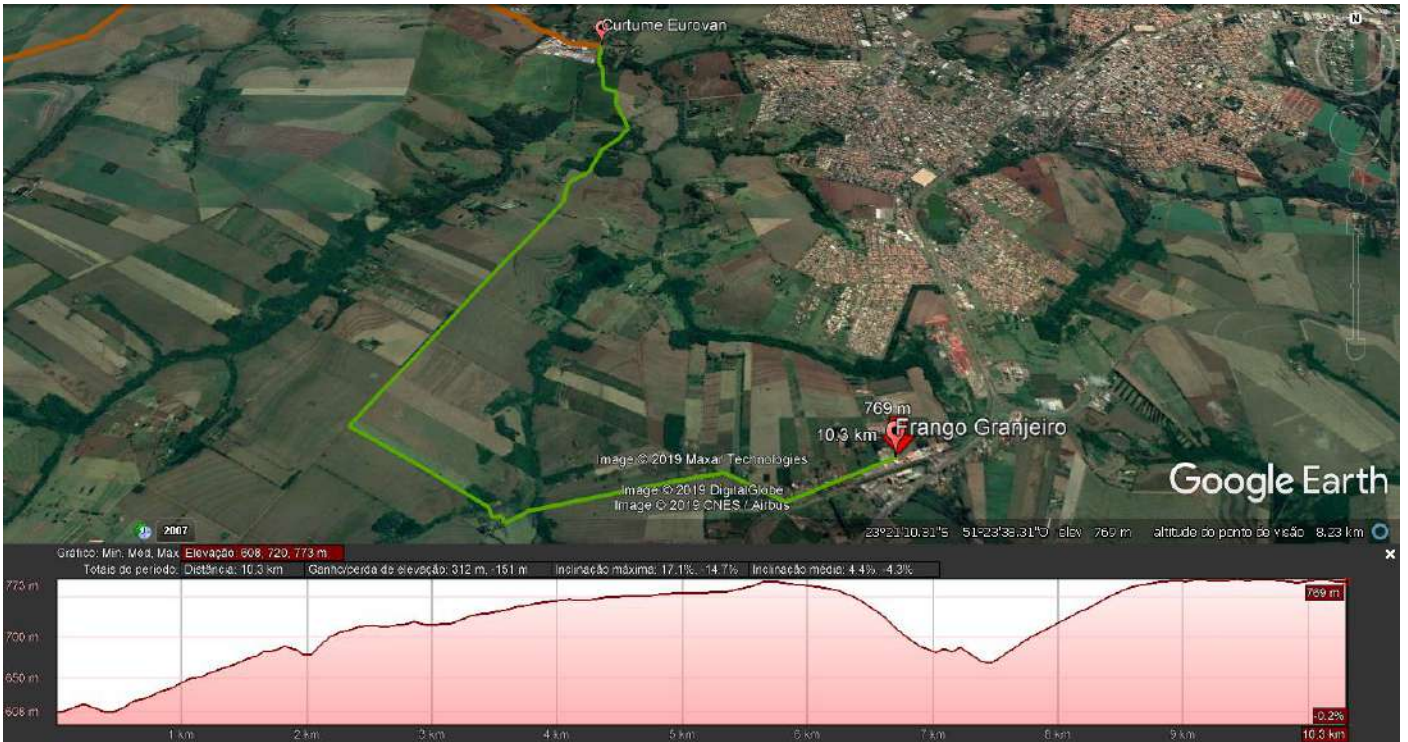 Curtume Eurovan
N
769 m
10.3 km
Frango Granjeiro
Image © 2019 Maxar Technologies
Image © 2019 DigitalGlobe
Image © 2019 CNES / Airbus
Google Earth
2007
23°21'10.31"S 51°23'38.31"O elev 769 m altitude do ponto de visão 8.23 km
Gráfico: Min, Méd, Max Elevação: 608, 720, 773 m
Totais do período: Distância: 10.3 km Ganho/perda de elevação: 312 m, -151 m Inclinação máxima: 17.1%, -14.7% Inclinação média: 4.4%, -4.3%
773 m
769 m
700 m
650 m
608 m
-0.2%
1 km 2 km 3 km 4 km 5 km 6 km 7 km 8 km 9 km 10.3 km